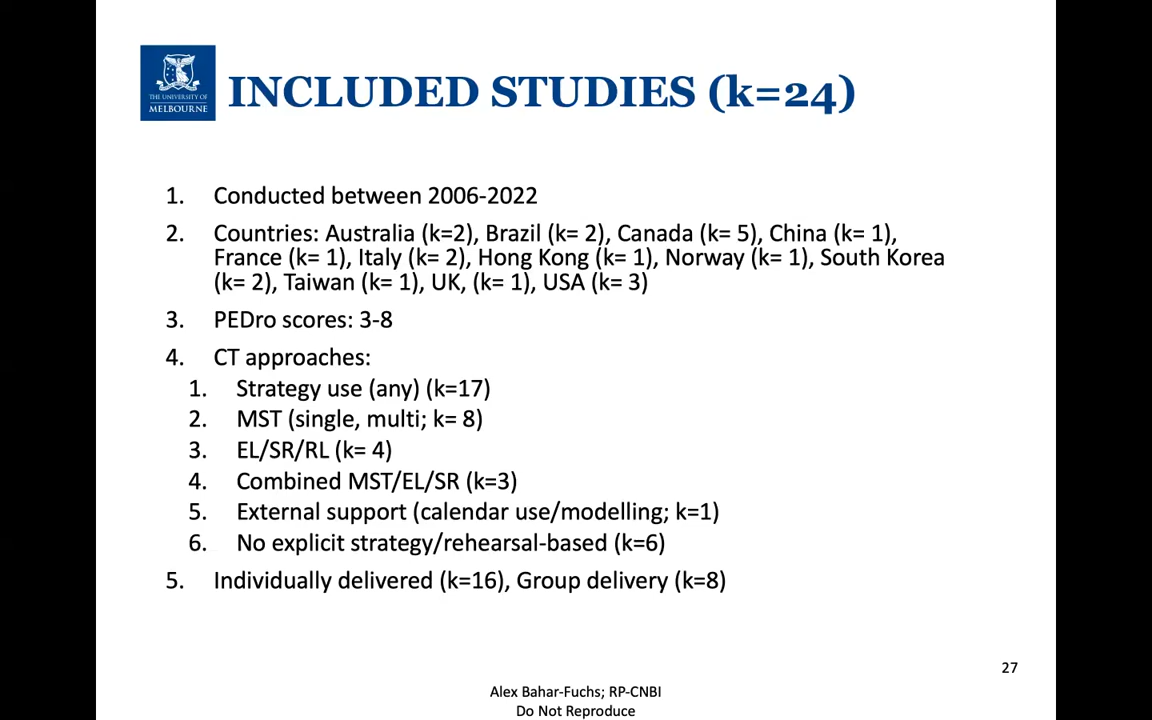 THE UNIVERSITY OF
MELBOURNE
INCLUDED STUDIES (k=24)
1. Conducted between 2006-2022
2. Countries: Australia (k=2), Brazil (k= 2), Canada (k= 5), China (k= 1),
France (k= 1), Italy (k= 2), Hong Kong (k= 1), Norway (k= 1), South Korea
(k= 2), Taiwan (k= 1), UK, (k= 1), USA (k= 3)
3. PEDro scores: 3-8
4. CT approaches:
1. Strategy use (any) (k=17)
2. MST (single, multi; k= 8)
3. EL/SR/RL (k= 4)
4. Combined MST/EL/SR (k=3)
5. External support (calendar use/modelling; k=1)
6. No explicit strategy/rehearsal-based (k=6)
5. Individually delivered (k=16), Group delivery (k=8)
27
Alex Bahar-Fuchs; RP-CNBI
Do Not Reproduce